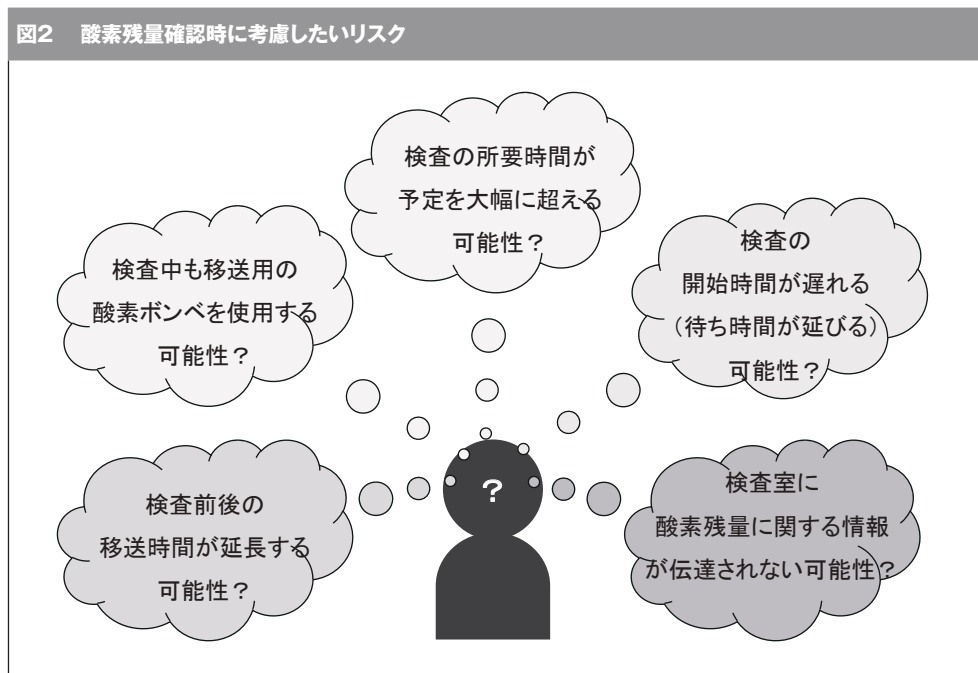 図2 酸素残量確認時に考慮したいリスク
検査の所要時間が
予定を大幅に超える
可能性？
検査中も移送用の
酸素ボンベを使用する
可能性？
検査の
開始時間が遅れる
（待ち時間が延びる）
可能性？
検査前後の
移送時間が延長する
可能性？
？
検査室に
酸素残量に関する情報
が伝達されない可能性？